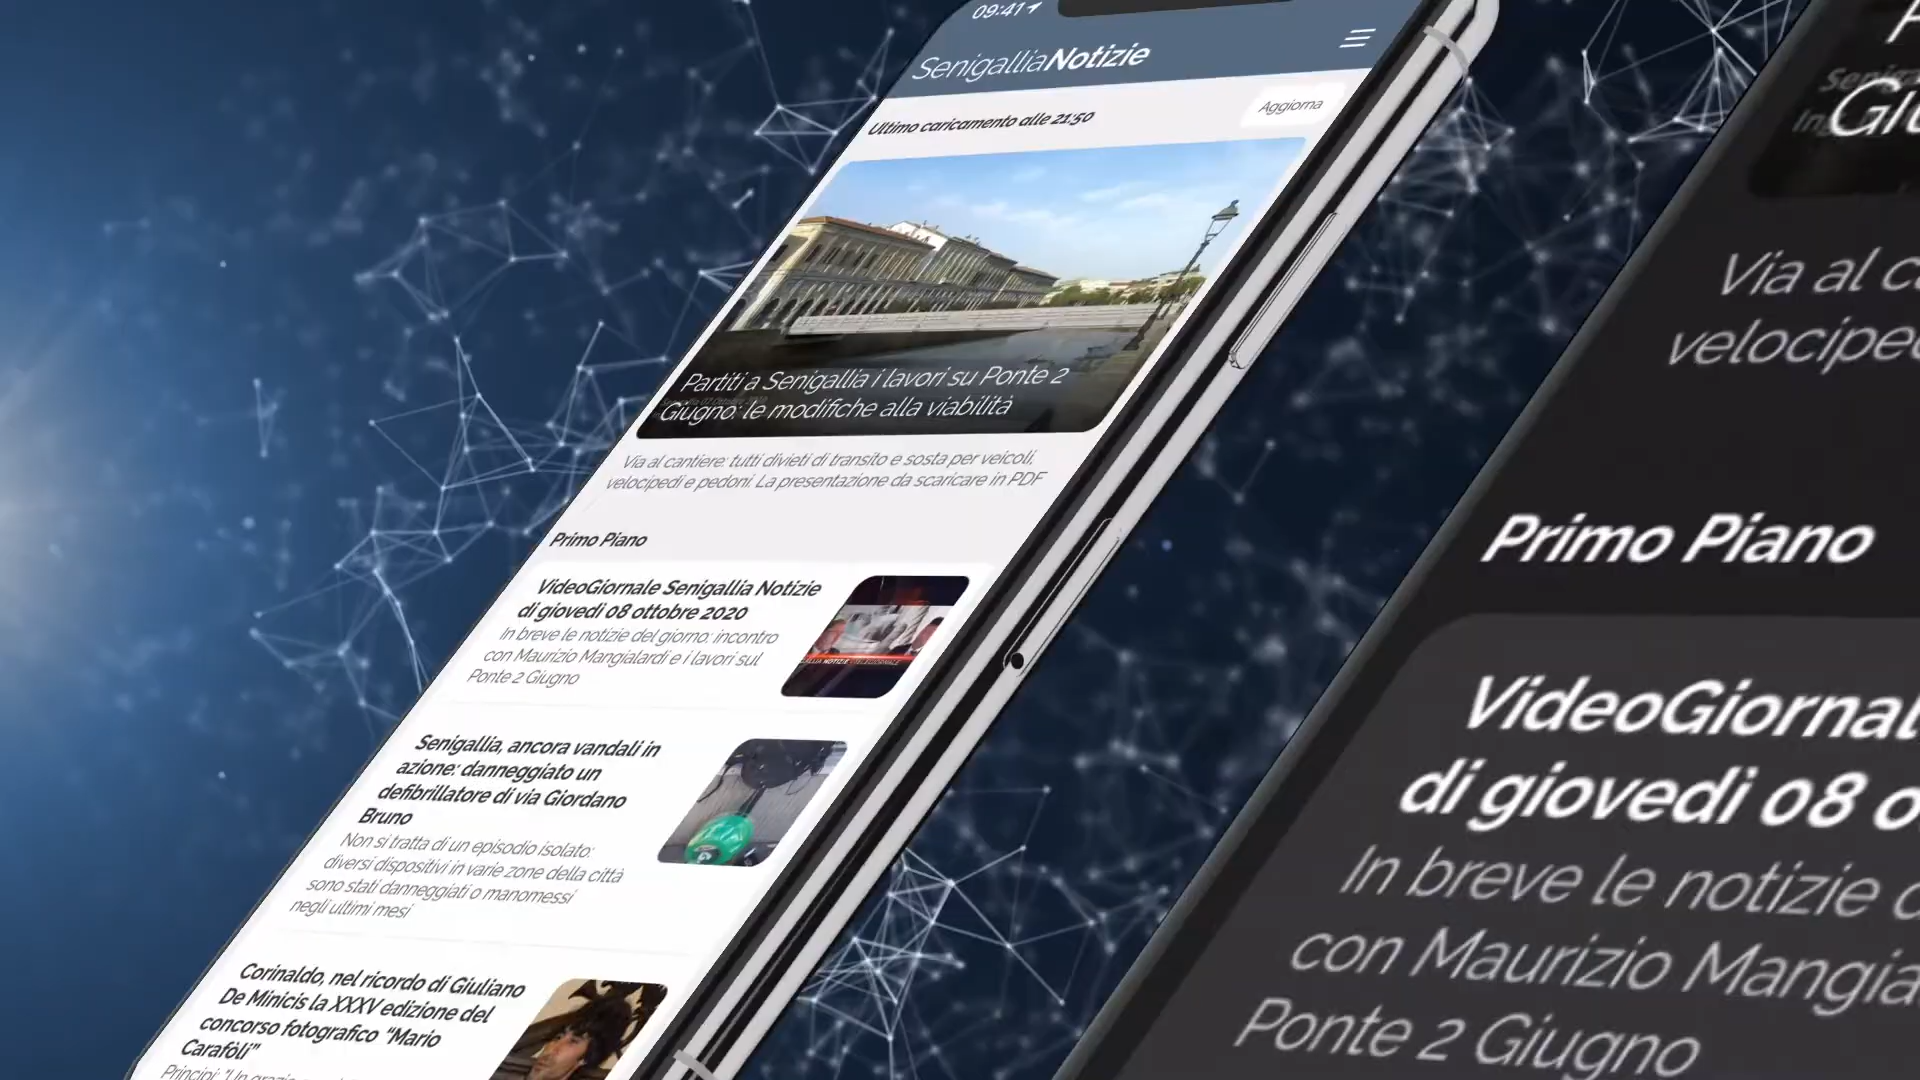 09:41
SenigalliaNotizie
Ultimo caricamento alle 21:50
Aggiorna
Partiti a Senigallia i lavori su Ponte 2
Giugno: le modifiche alla viabilità
Via al cantiere: tutti divieti di transito e sosta per veicoli,
velocipedi e pedoni. La presentazione da scaricare in PDF
Primo Piano
VideoGiornale Senigallia Notizie
di giovedì 08 ottobre 2020
In breve le notizie del giorno: incontro
con Maurizio Mangialardi e i lavori sul
Ponte 2 Giugno
Senigallia, ancora vandali in
azione: danneggiato un
defibrillatore di via Giordano
Bruno
Non si tratta di un episodio isolato:
diversi dispositivi in varie zone della città
sono stati danneggiati o manomessi
negli ultimi mesi
Corinaldo, nel ricordo di Giuliano
De Minicis la XXXV edizione del
concorso fotografico "Mario
Carafòli"
Principi: "Un
Giu
Via al c
velociped
Primo Piano
VideoGiornal
di giovedì 08 o
In breve le notizie d
con Maurizio Mangia
Ponte 2 Giugno